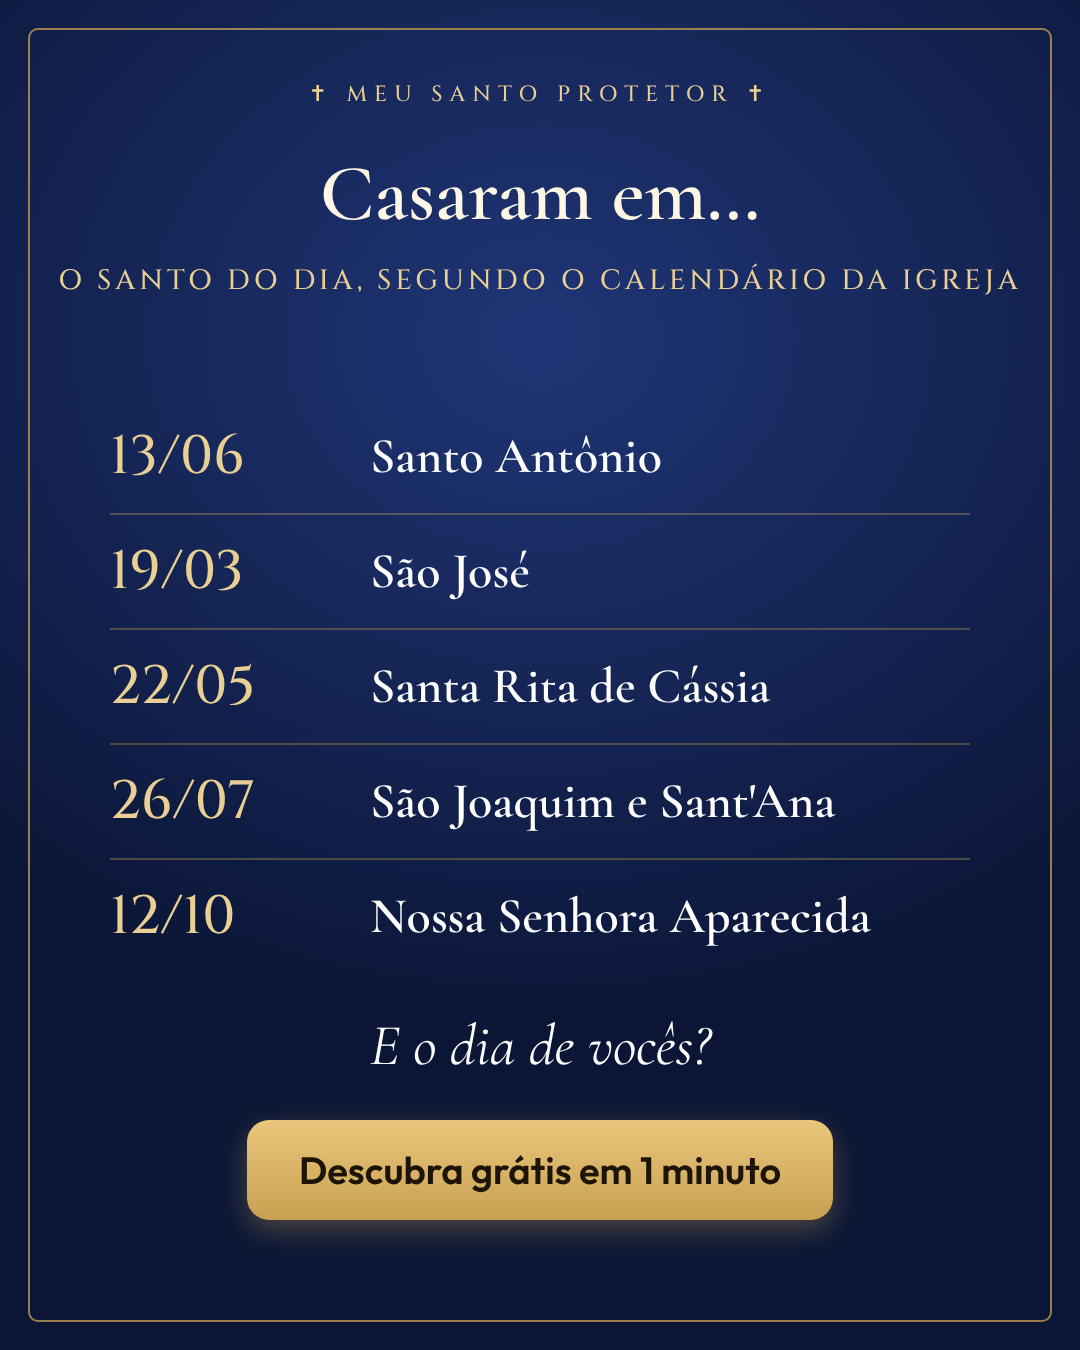 ✝ MEU SANTO PROTETOR ✝
Casaram em...
O SANTO DO DIA, SEGUNDO O CALENDÁRIO DA IGREJA
13/06 Santo Antônio
19/03 São José
22/05 Santa Rita de Cássia
26/07 São Joaquim e Sant'Ana
12/10 Nossa Senhora Aparecida
E o dia de vocês?
Descubra grátis em 1 minuto